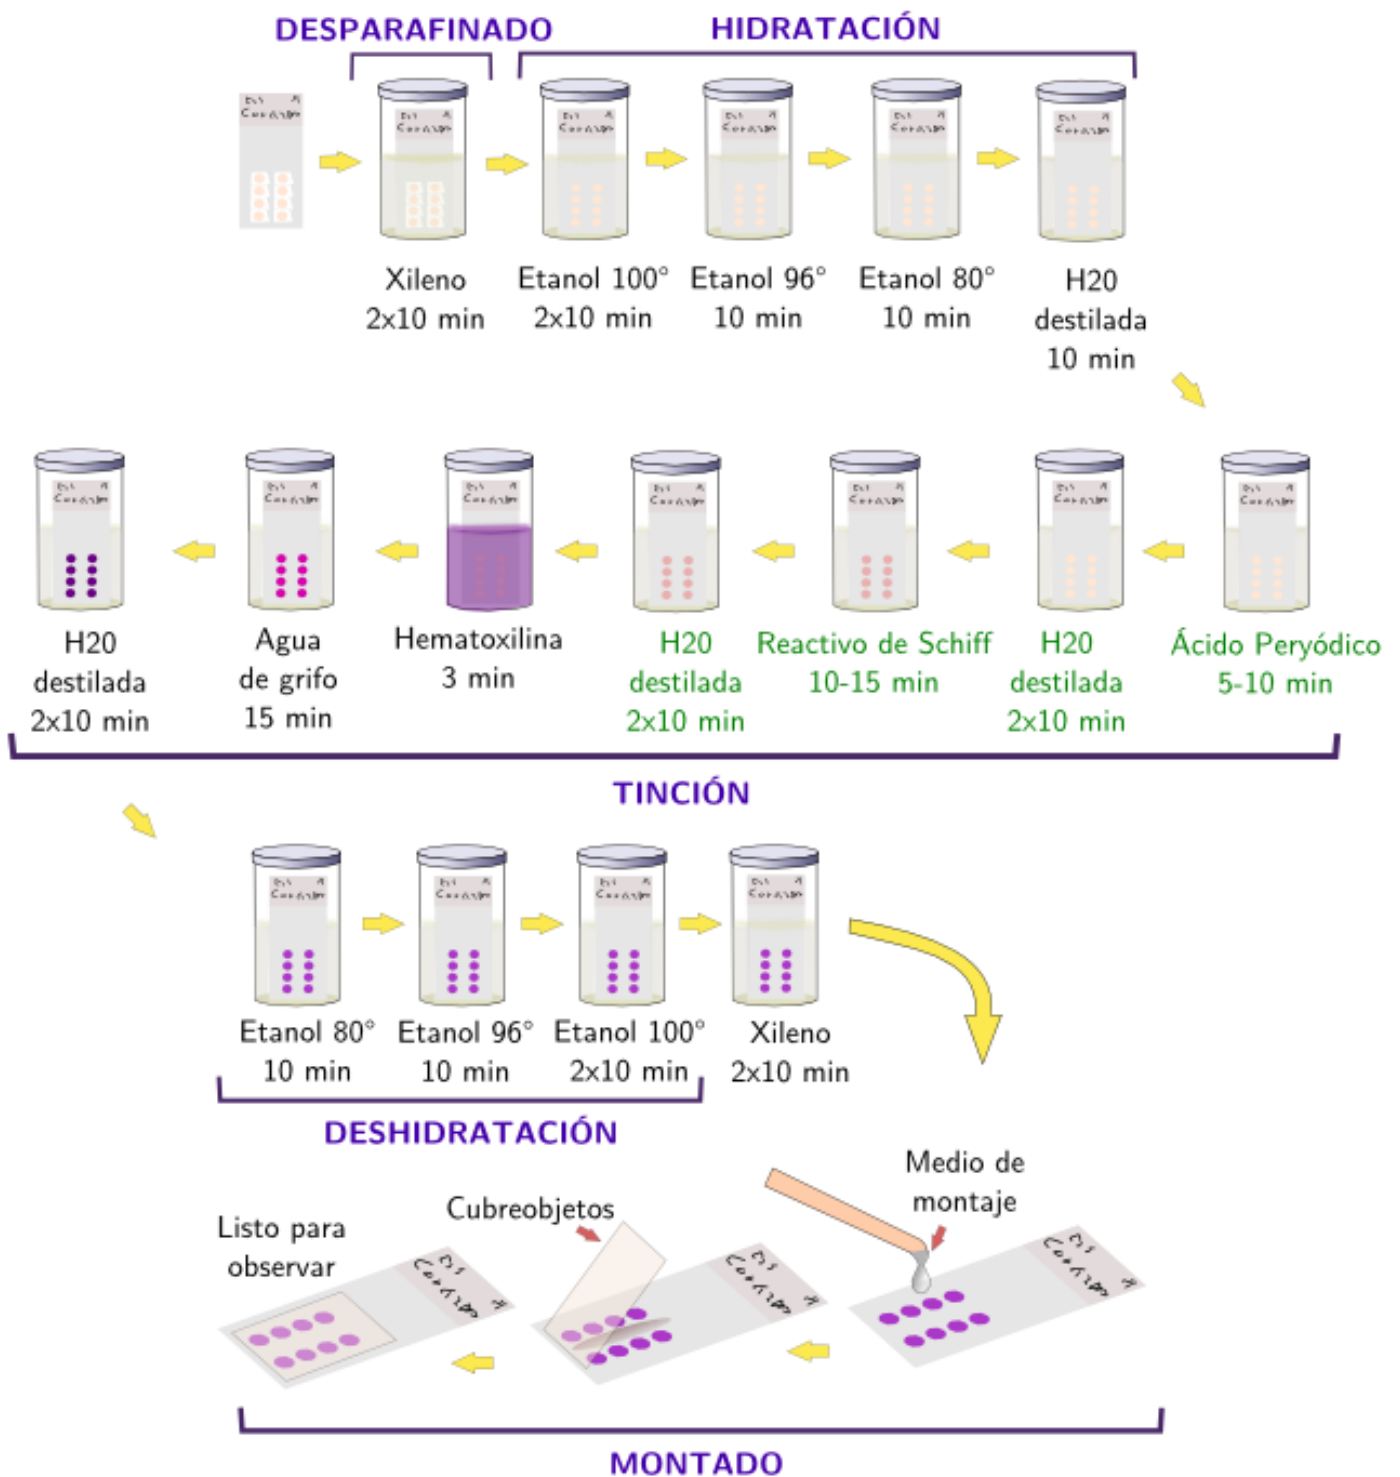 DESPARAFINADO
HIDRATACIÓN
Xileno
2x10 min
Etanol 100°
2x10 min
Etanol 96°
10 min
Etanol 80°
10 min
H20
destilada
10 min
H20
destilada
2x10 min
Agua
de grifo
15 min
Hematoxilina
3 min
H20
destilada
2x10 min
Reactivo de Schiff
10-15 min
H20
destilada
2x10 min
Ácido Peryódico
5-10 min
TINCIÓN
Etanol 80°
10 min
Etanol 96°
10 min
Etanol 100°
2x10 min
Xileno
2x10 min
DESHIDRATACIÓN
Medio de
montaje
Cubreobjetos
Listo para
observar
MONTADO